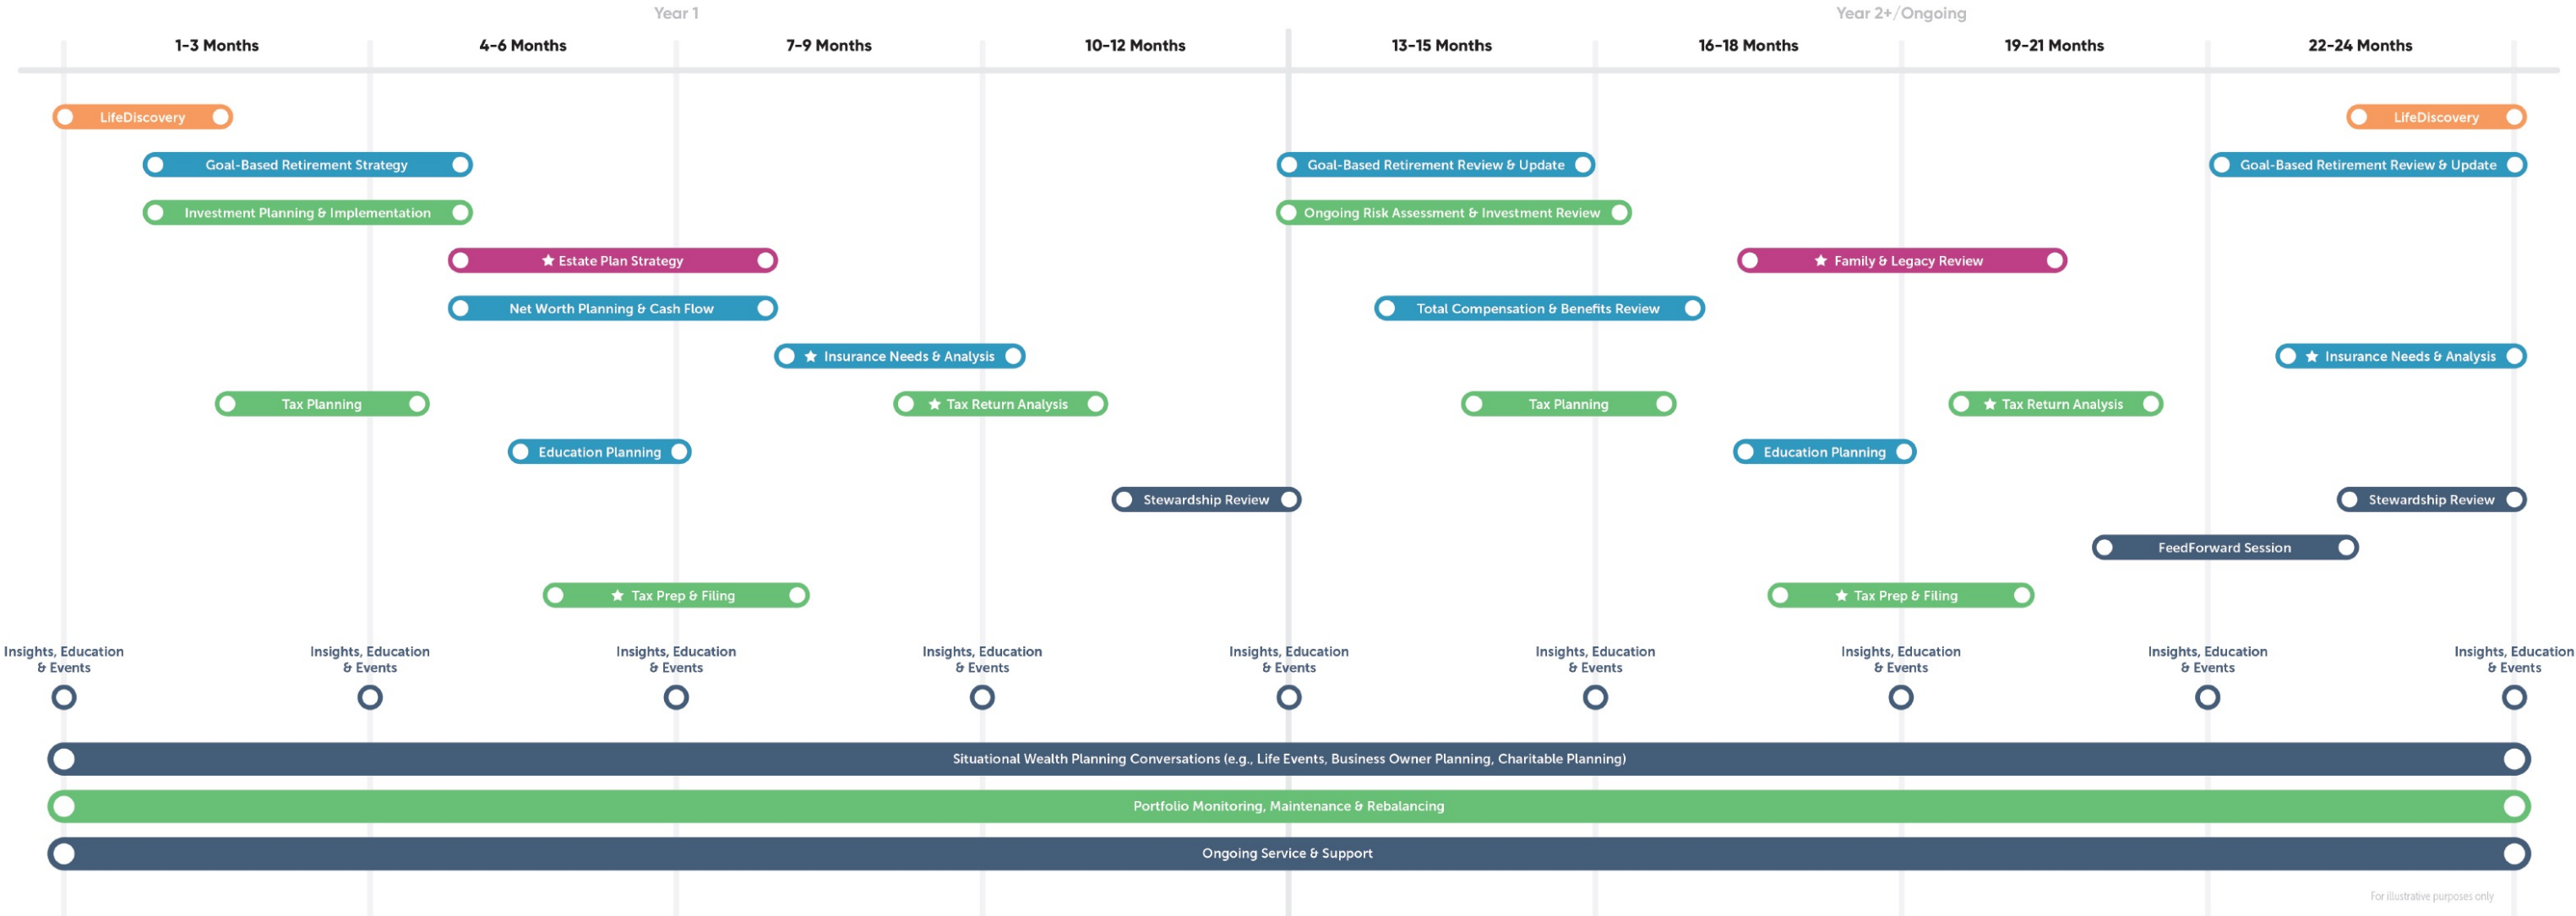 Year 1
Year 2+/Ongoing
1-3 Months
4-6 Months
7-9 Months
10-12 Months
13-15 Months
16-18 Months
19-21 Months
22-24 Months
LifeDiscovery
LifeDiscovery
Goal-Based Retirement Strategy
Goal-Based Retirement Review & Update
Goal-Based Retirement Review & Update
Investment Planning & Implementation
Ongoing Risk Assessment & Investment Review
★ Estate Plan Strategy
★ Family & Legacy Review
Net Worth Planning & Cash Flow
Total Compensation & Benefits Review
★ Insurance Needs & Analysis
★ Insurance Needs & Analysis
Tax Planning
★ Tax Return Analysis
Tax Planning
★ Tax Return Analysis
Education Planning
Education Planning
Stewardship Review
Stewardship Review
FeedForward Session
★ Tax Prep & Filing
★ Tax Prep & Filing
Insights, Education
& Events
Insights, Education
& Events
Insights, Education
& Events
Insights, Education
& Events
Insights, Education
& Events
Insights, Education
& Events
Insights, Education
& Events
Insights, Education
& Events
Insights, Education
& Events
Situational Wealth Planning Conversations (e.g., Life Events, Business Owner Planning, Charitable Planning)
Portfolio Monitoring, Maintenance & Rebalancing
Ongoing Service & Support
For illustrative purposes only